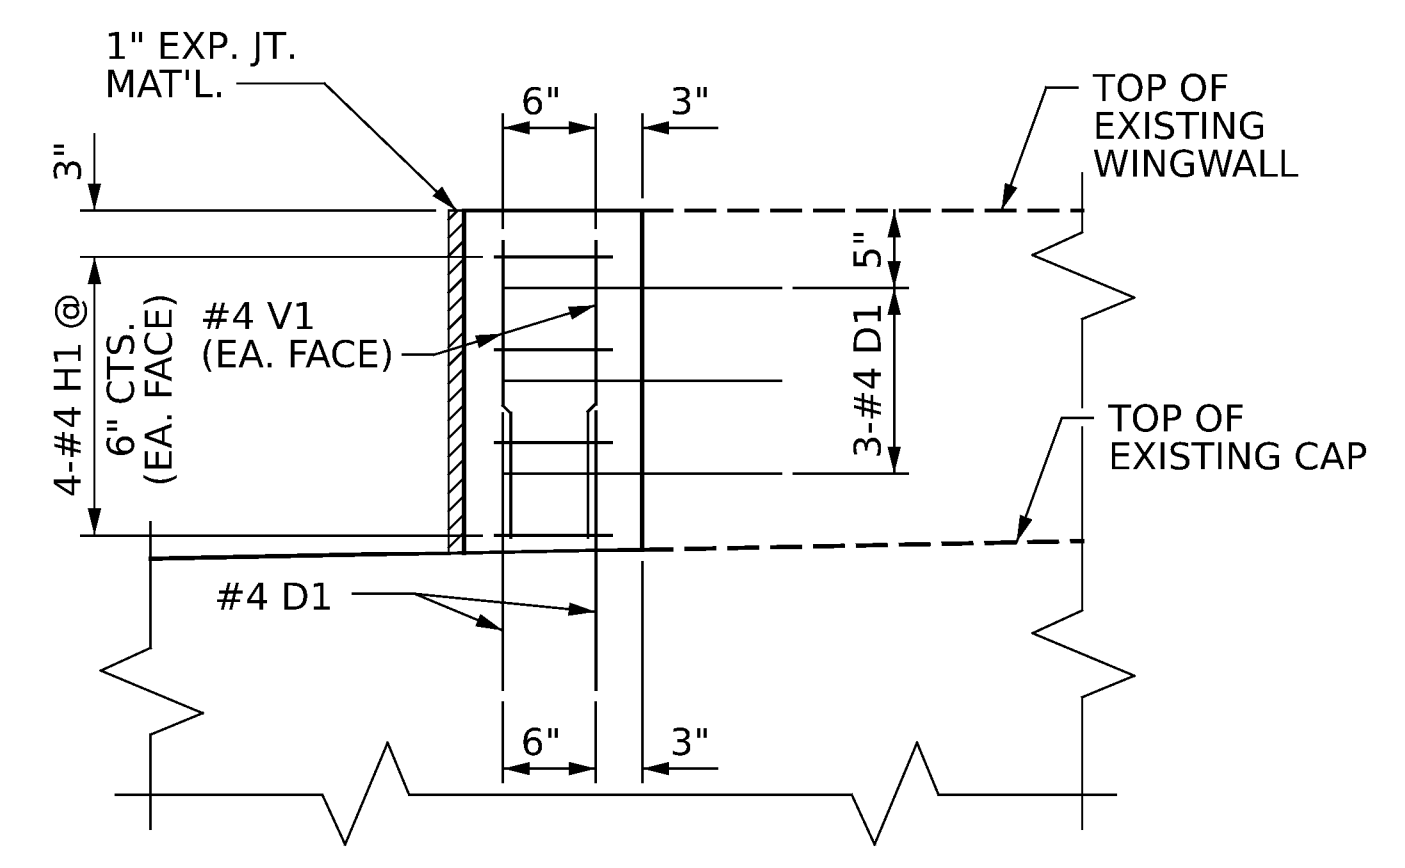 1" EXP. JT.
MAT'L.
6"
3"
TOP OF
EXISTING
WINGWALL
3"
5"
4-#4 H1 @
6" CTS.
(EA. FACE)
#4 V1
(EA. FACE)
3-#4 D1
TOP OF
EXISTING CAP
#4 D1
6"
3"